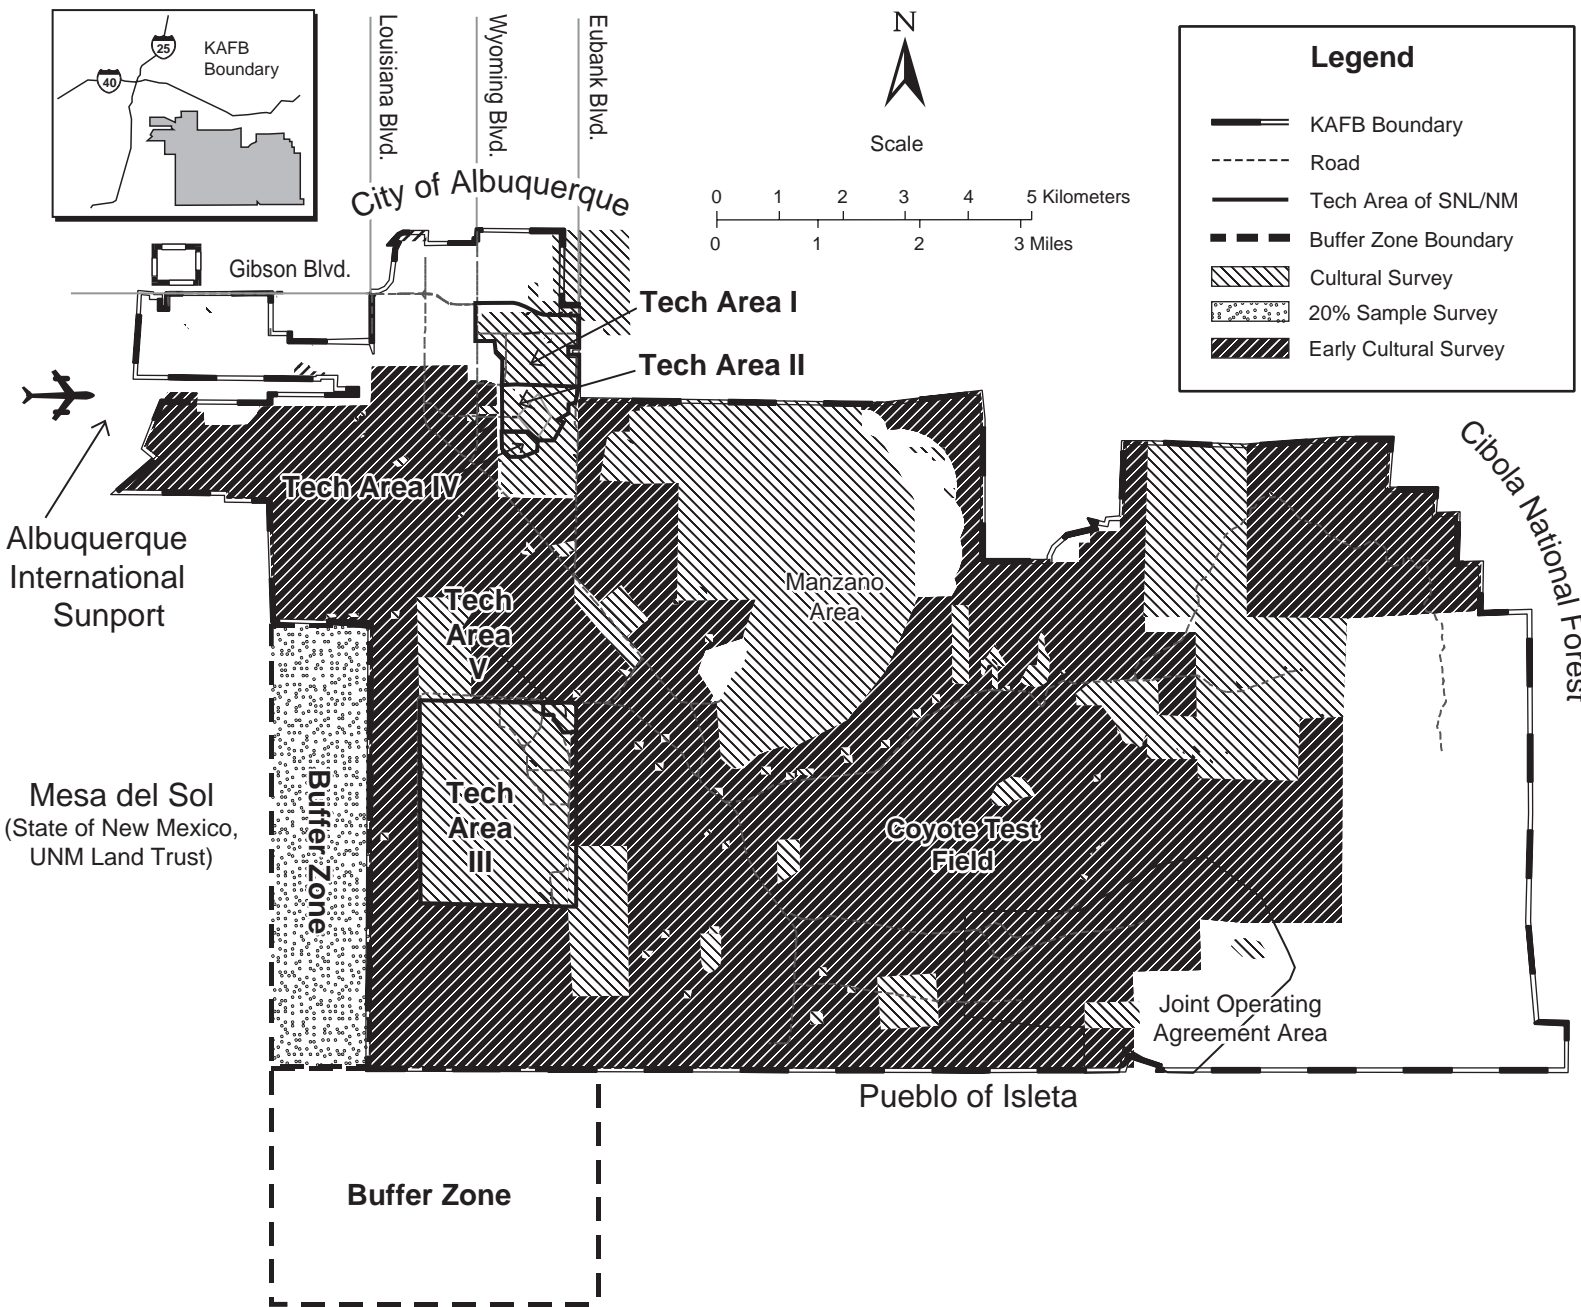 25
40
KAFB
Boundary
Louisiana Blvd.
Wyoming Blvd.
Eubank Blvd.
N
Scale
0 1 2 3 4 5 Kilometers
0 1 2 3 Miles
Legend
KAFB Boundary
Road
Tech Area of SNL/NM
Buffer Zone Boundary
Cultural Survey
20% Sample Survey
Early Cultural Survey
City of Albuquerque
Gibson Blvd.
Tech Area I
Tech Area II
Tech Area IV
Albuquerque
International
Sunport
Cibola National Forest
Manzano
Area
Tech
Area
V
Tech
Area
III
Mesa del Sol
(State of New Mexico,
UNM Land Trust)
Buffer Zone
Coyote Test
Field
Joint Operating
Agreement Area
Pueblo of Isleta
Buffer Zone